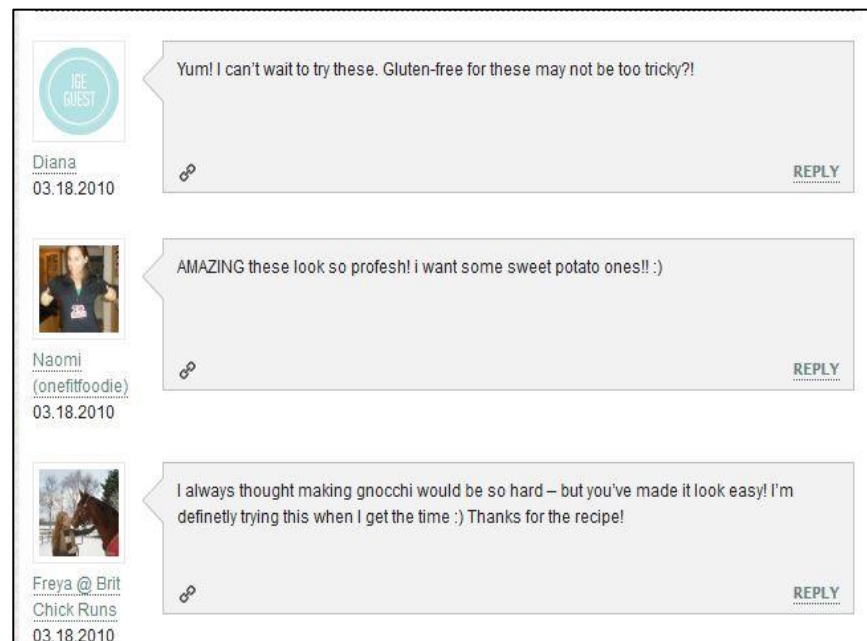 IGE
GUEST
Diana
03.18.2010
Yum! I can't wait to try these. Gluten-free for these may not be too tricky?!
REPLY
Naomi
(onefitfoodie)
03.18.2010
AMAZING these look so profesh! i want some sweet potato ones!! :)
REPLY
Freya @ Brit
Chick Runs
03.18.2010
I always thought making gnocchi would be so hard – but you've made it look easy! I'm
definetly trying this when I get the time :) Thanks for the recipe!
REPLY